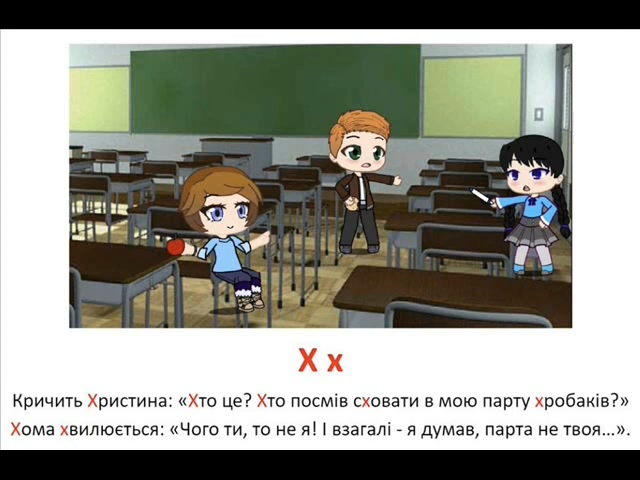 Х х
Кричить Христина: «Хто це? Хто посмів сховати в мою парту хробаків?»
Хома хвилюється: «Чого ти, то не я! І взагалі - я думав, парта не твоя...».